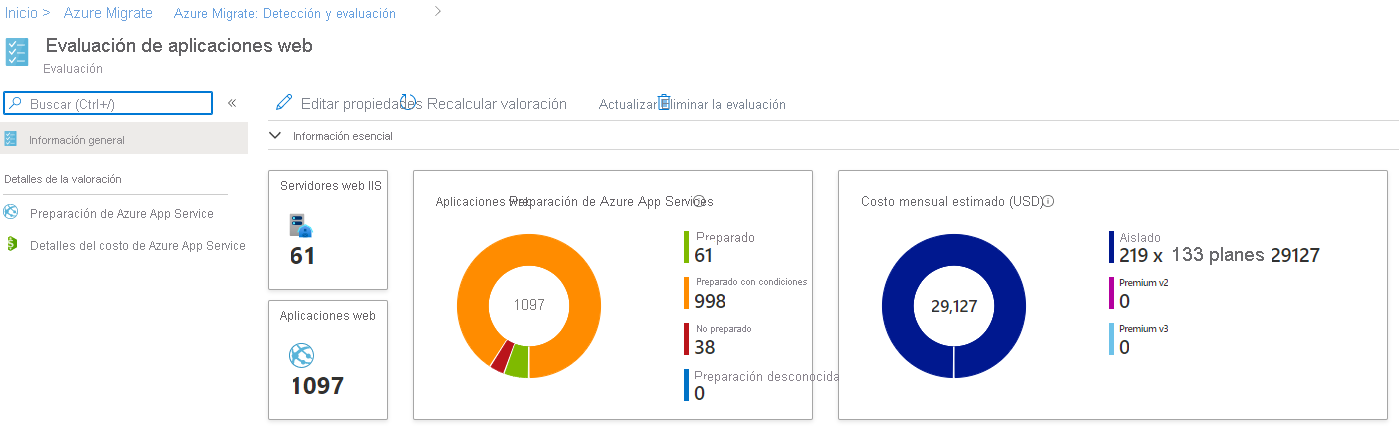 Inicio > Azure Migrate Azure Migrate: Detección y evaluación >
Evaluación de aplicaciones web
Evaluación
Buscar (Ctrl+/) «
Editar propiedades Recalcular valoración Actualizar Eliminar la evaluación
Información esencial
Información general
Detalles de la valoración
Preparación de Azure App Service
Detalles del costo de Azure App Service
Servidores web IIS
61
Aplicaciones web
1097
Aplicaciones web Preparación de Azure App Services
1097
Preparado
61
Preparado con condiciones
998
No preparado
38
Preparación desconocida
0
Costo mensual estimado (USD)
29,127
Aislado
219 x 133 planes 29127
Premium v2
0
Premium v3
0